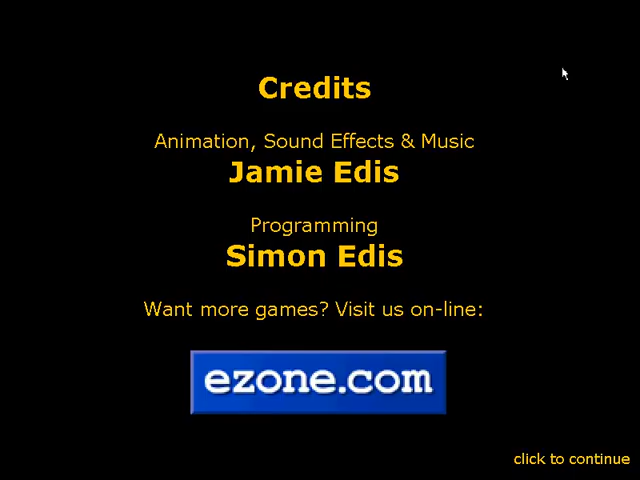 Credits
Animation, Sound Effects & Music
Jamie Edis
Programming
Simon Edis
Want more games? Visit us on-line:
ezone.com
click to continue